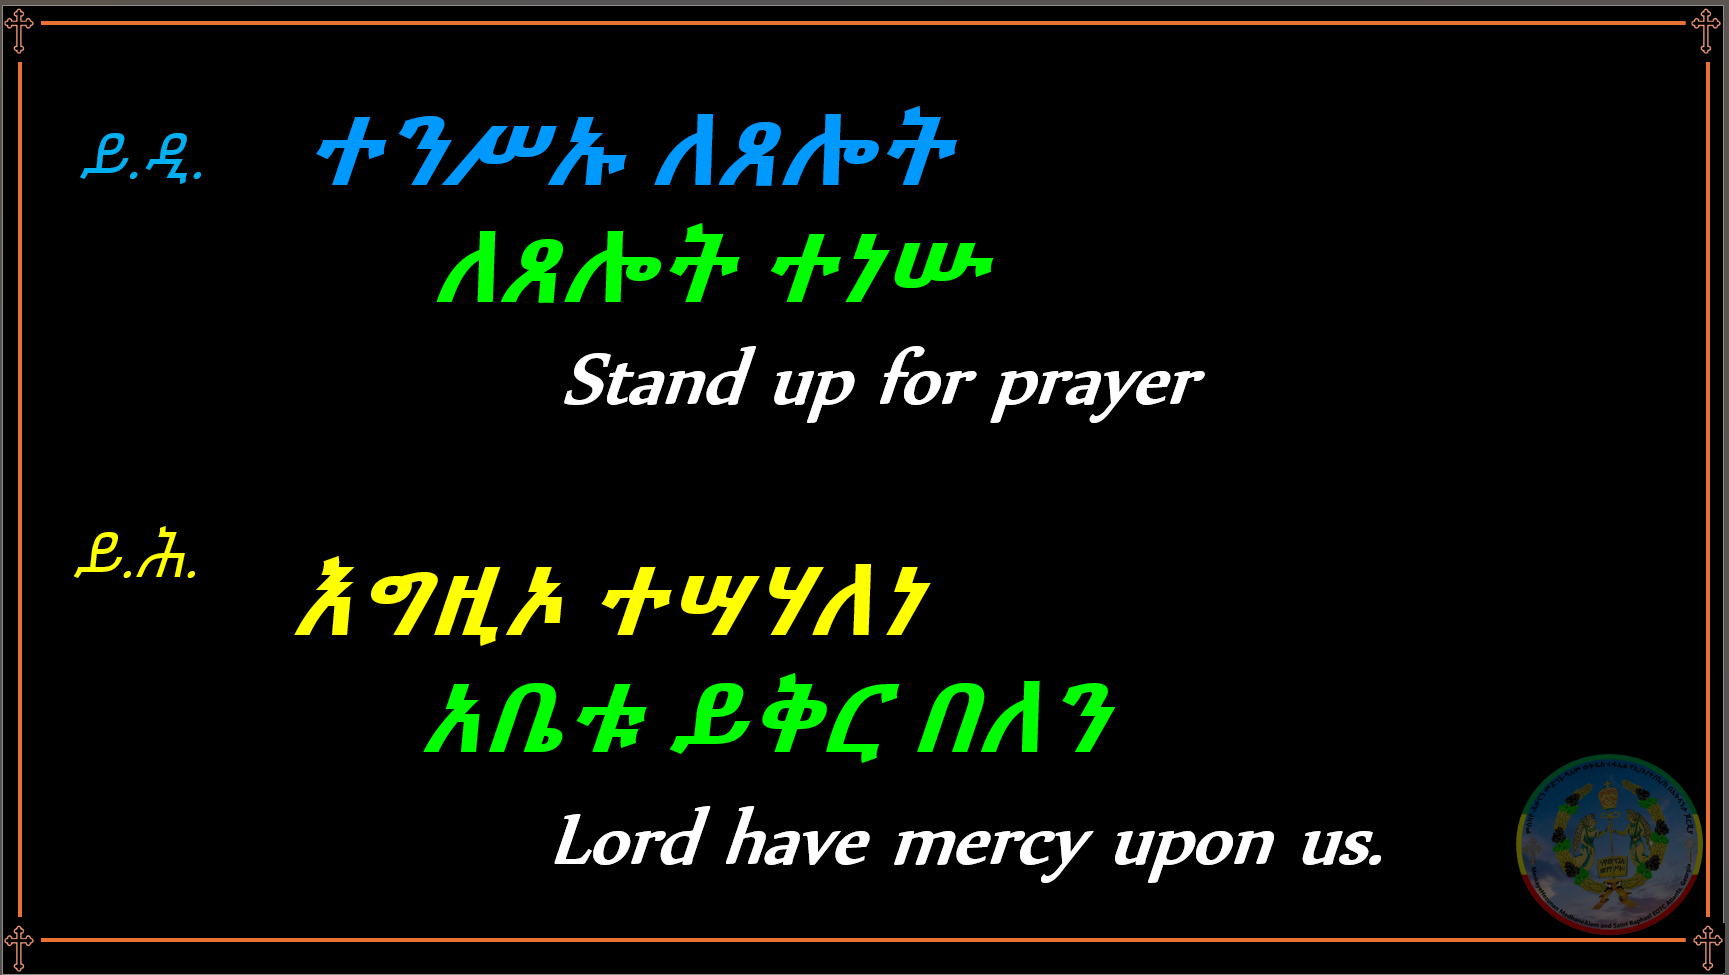 ይ.ዲ. ተንሥኡ ለጸሎት
ለጸሎት ተነሡ
Stand up for prayer
ይ.ሕ. እግዚኦ ተሣሃለነ
አቤቱ ይቅር በለን
Lord have mercy upon us.